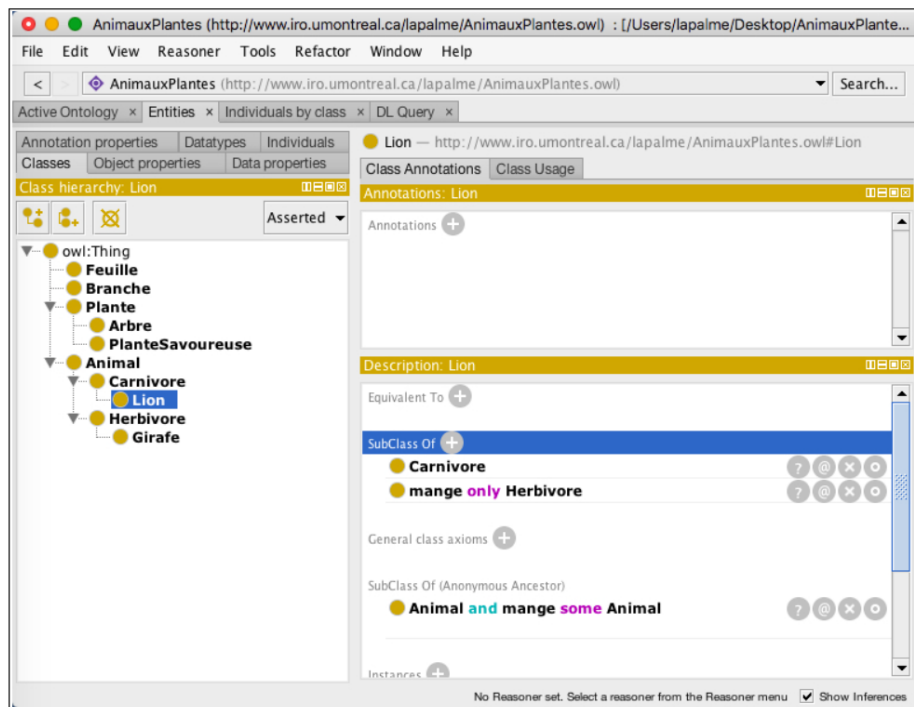 AnimauxPlantes (http://www.iro.umontreal.ca/lapalme/AnimauxPlantes.owl) : [/Users/lapalme/Desktop/AnimauxPlante...
File Edit View Reasoner Tools Refactor Window Help
< > AnimauxPlantes (http://www.iro.umontreal.ca/lapalme/AnimauxPlantes.owl) Search...
Active Ontology × Entities × Individuals by class × DL Query ×
Annotation properties Datatypes Individuals
Classes Object properties Data properties
Class hierarchy: Lion
Asserted
owl:Thing
Feuille
Branche
Plante
Arbre
PlanteSavoureuse
Animal
Carnivore
Lion
Herbivore
Girafe
Lion — http://www.iro.umontreal.ca/lapalme/AnimauxPlantes.owl#Lion
Class Annotations Class Usage
Annotations: Lion
Annotations
Description: Lion
Equivalent To
SubClass Of
Carnivore
mange only Herbivore
General class axioms
SubClass Of (Anonymous Ancestor)
Animal and mange some Animal
Instances
No Reasoner set. Select a reasoner from the Reasoner menu Show Inferences